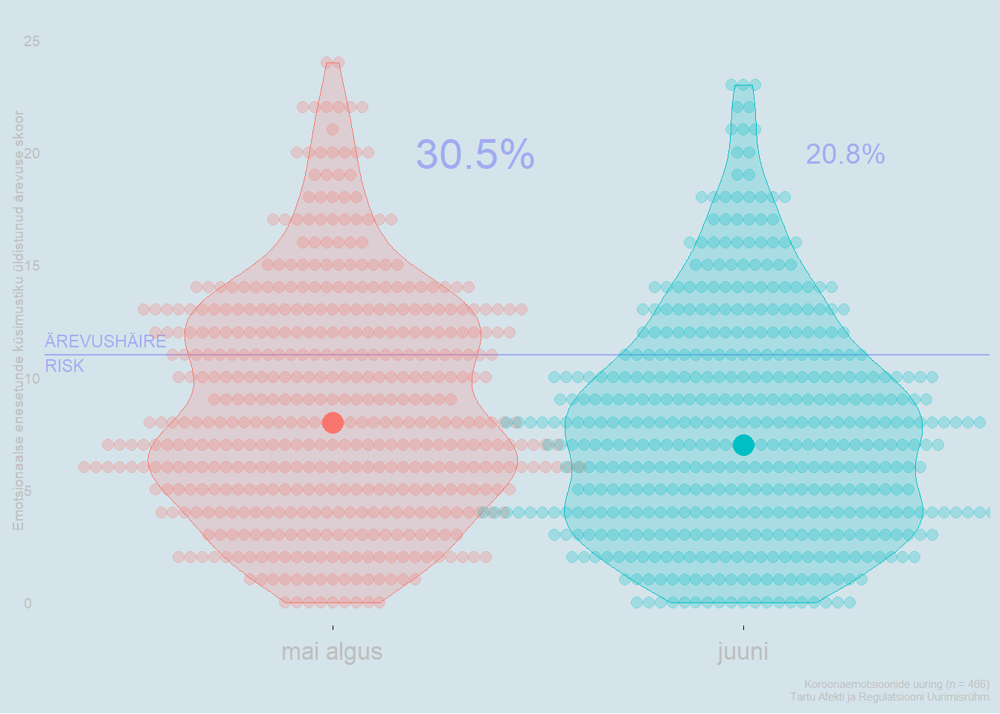 Emotsionaalse enesetunde küsimustiku üldistunud ärevuse skoor
25
20
15
10
5
0
30.5%
20.8%
ÄREVUSHÄIRE
RISK
mai algus
juuni
Koroonaemotsioonide uuring (n = 466)
Tartu Afekti ja Regulatsiooni Uurimisrühm